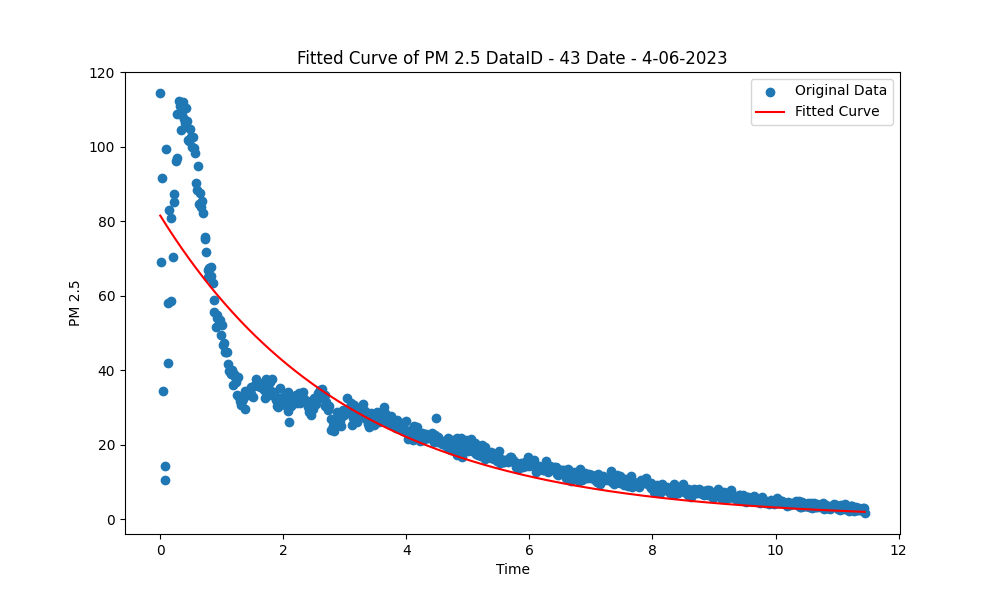 Fitted Curve of PM 2.5 DataID - 43 Date - 4-06-2023
Original Data
Fitted Curve
120
100
80
60
40
20
0
PM 2.5
0 2 4 6 8 10 12
Time